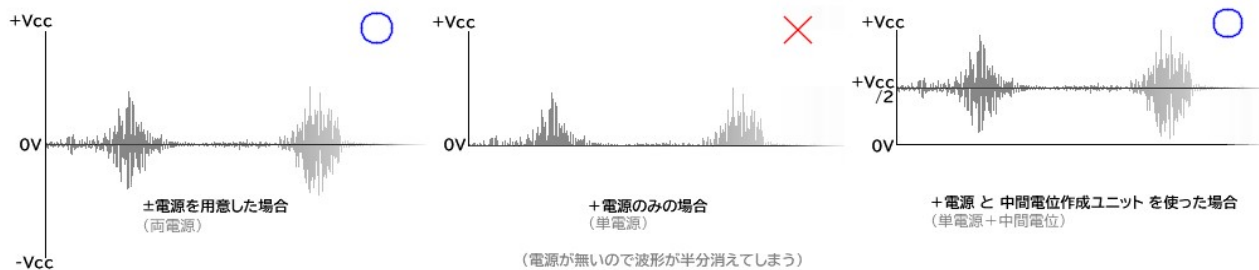 +Vcc
0V
-Vcc
±電源を用意した場合
(両電源)
+Vcc
0V
+電源のみの場合
(単電源)
(電源が無いので波形が半分消えてしまう)
+Vcc
+Vcc
/2
0V
+電源 と 中間電位作成ユニット を使った場合
(単電源+中間電位)